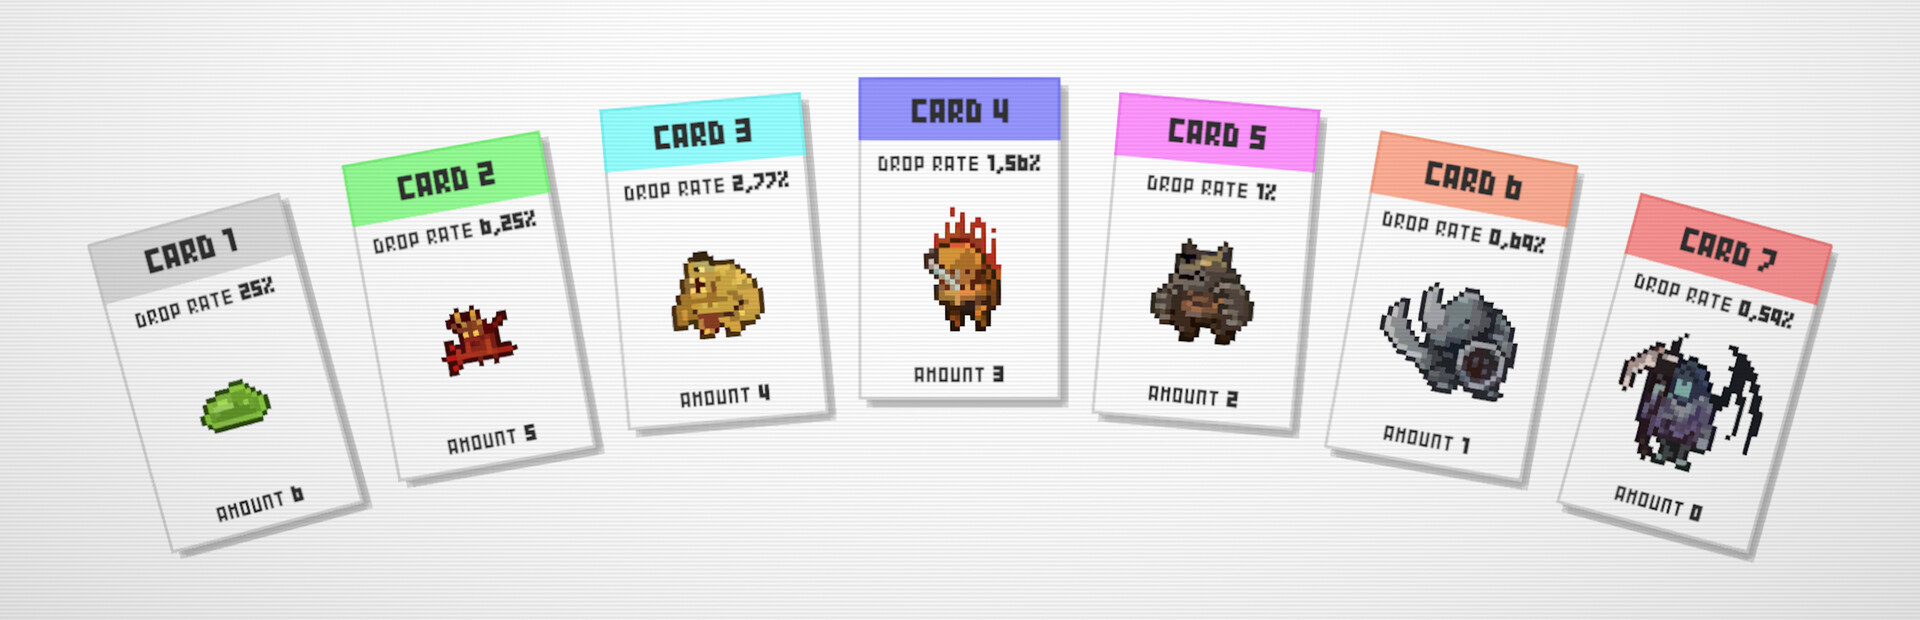 CARD 1
DROP RATE 25%
AMOUNT 6
CARD 2
DROP RATE 6,25%
AMOUNT 5
CARD 3
DROP RATE 2,77%
AMOUNT 4
CARD 4
DROP RATE 1,56%
AMOUNT 3
CARD 5
DROP RATE 1%
AMOUNT 2
CARD 6
DROP RATE 0,69%
AMOUNT 1
CARD 7
DROP RATE 0,59%
AMOUNT 0